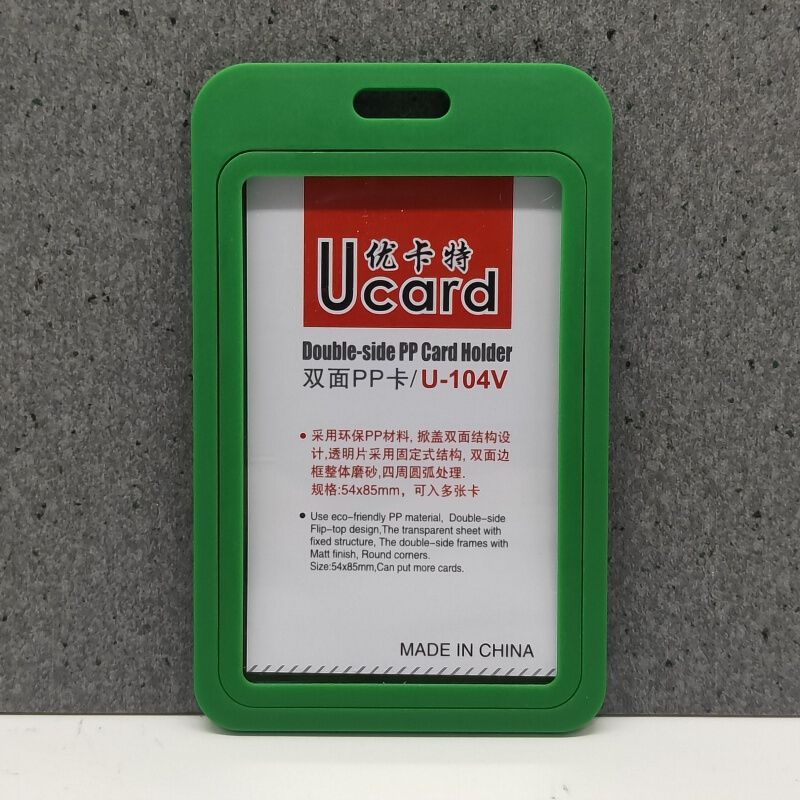 优卡特
Ucard
Double-side PP Card Holder
双面PP卡/U-104V
• 采用环保PP材料, 掀盖双面结构设
计,透明片采用固定式结构, 双面边
框整体磨砂,四周圆弧处理.
规格:54x85mm，可入多张卡
• Use eco-friendly PP material, Double-side
Flip-top design,The transparent sheet with
fixed structure, The double-side frames with
Matt finish, Round corners.
Size:54x85mm,Can put more cards.
MADE IN CHINA